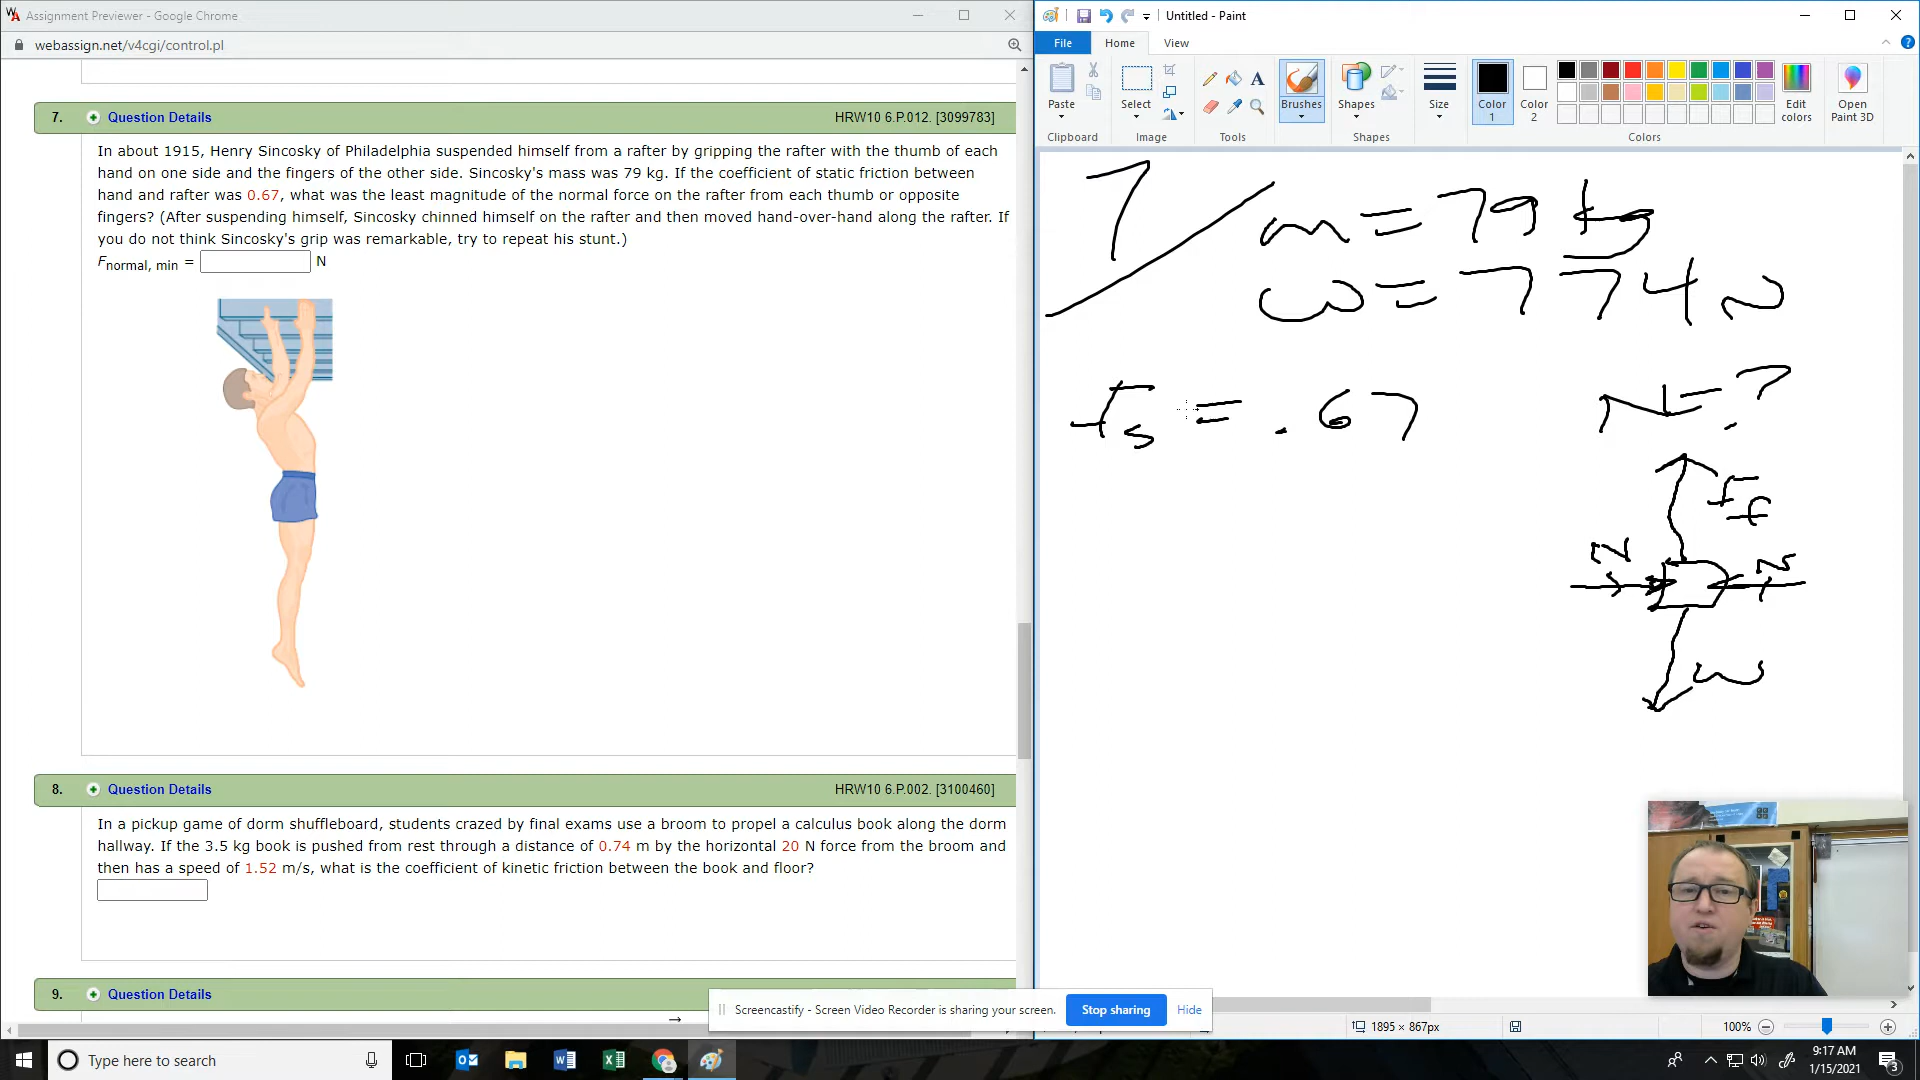 Assignment Previewer - Google Chrome
webassign.net/v4cgi/control.pl
7. Question Details HRW10 6.P.012. [3099783]
In about 1915, Henry Sincosky of Philadelphia suspended himself from a rafter by gripping the rafter with the thumb of each
hand on one side and the fingers of the other side. Sincosky's mass was 79 kg. If the coefficient of static friction between
hand and rafter was 0.67, what was the least magnitude of the normal force on the rafter from each thumb or opposite
fingers? (After suspending himself, Sincosky chinned himself on the rafter and then moved hand-over-hand along the rafter. If
you do not think Sincosky's grip was remarkable, try to repeat his stunt.)
Fnormal, min = N
8. Question Details HRW10 6.P.002. [3100460]
In a pickup game of dorm shuffleboard, students crazed by final exams use a broom to propel a calculus book along the dorm
hallway. If the 3.5 kg book is pushed from rest through a distance of 0.74 m by the horizontal 20 N force from the broom and
then has a speed of 1.52 m/s, what is the coefficient of kinetic friction between the book and floor?
9. Question Details
Untitled - Paint
File Home View
Paste Select Brushes Shapes Size Color 1 Color 2 Edit colors Open Paint 3D
Clipboard Image Tools Shapes Colors
7
m = 79 kg
w = 774 N
fs = .67
N = ?
Ff
N N
w
Screencastify - Screen Video Recorder is sharing your screen. Stop sharing Hide
1895 × 867px 100%
Type here to search
9:17 AM
1/15/2021
3